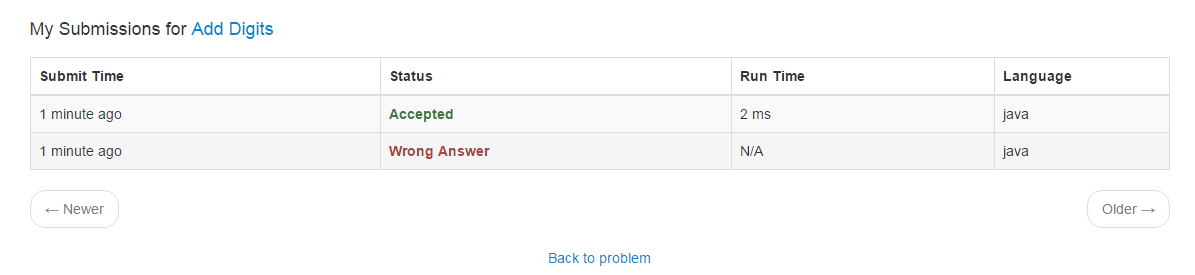 My Submissions for Add Digits
Submit Time Status Run Time Language
1 minute ago Accepted 2 ms java
1 minute ago Wrong Answer N/A java
← Newer Older →
Back to problem